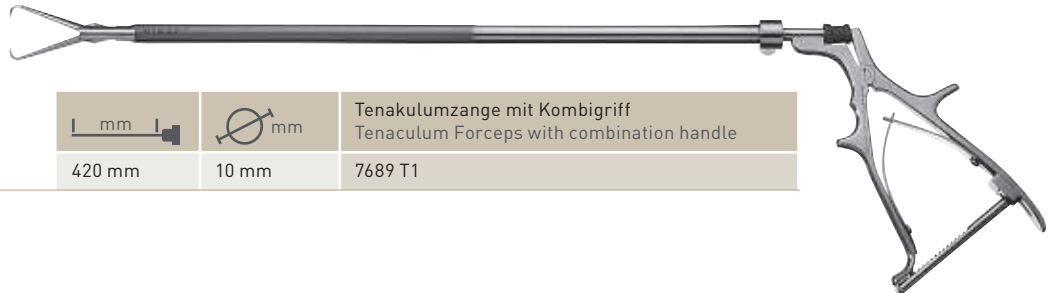 mm
mm
Tenakulumzange mit Kombigriff
Tenaculum Forceps with combination handle
420 mm
10 mm
7689 T1